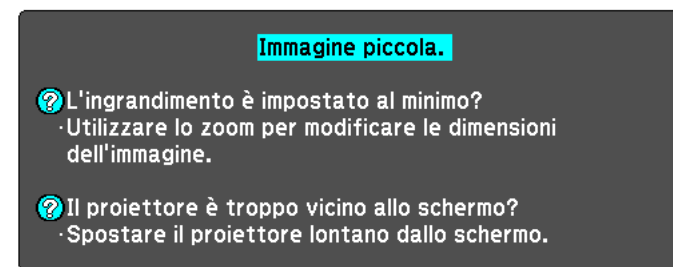 Immagine piccola.
?L'ingrandimento è impostato al minimo?
·Utilizzare lo zoom per modificare le dimensioni
dell'immagine.
?Il proiettore è troppo vicino allo schermo?
·Spostare il proiettore lontano dallo schermo.